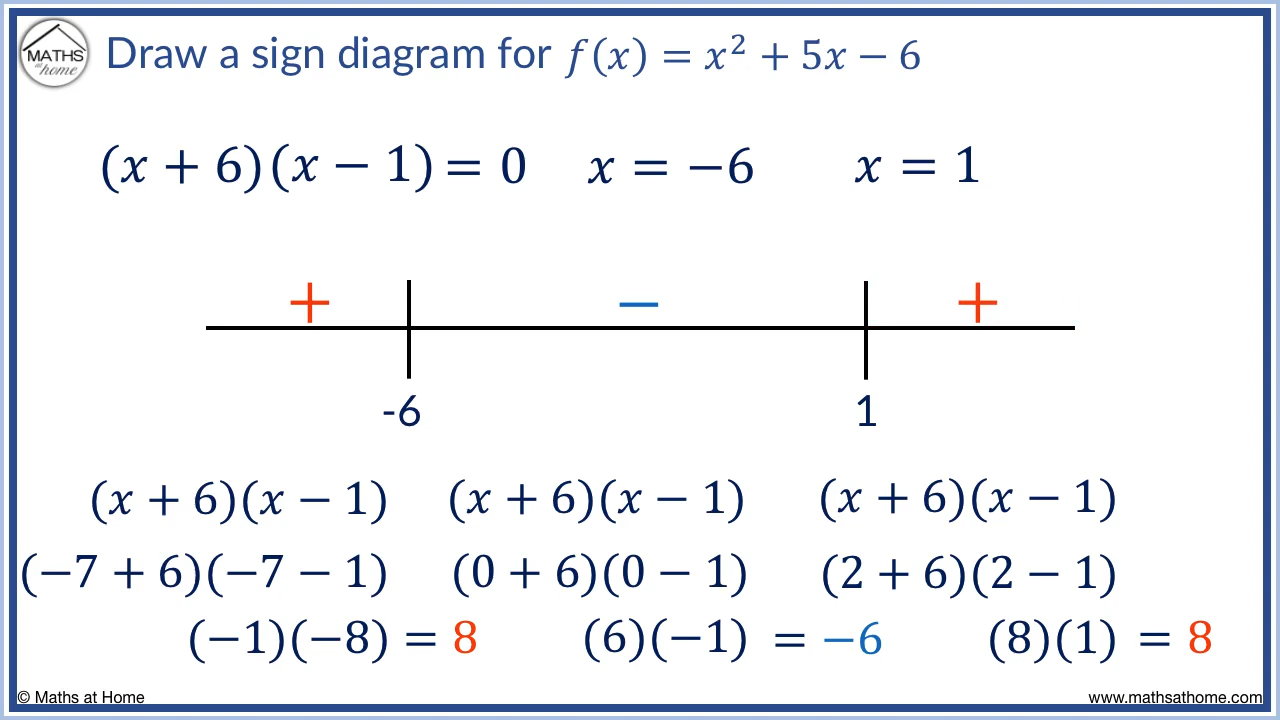 MATHS
at
home
Draw a sign diagram for f(x) = x² + 5x − 6
(x + 6)(x − 1) = 0 x = −6 x = 1
+ − +
-6 1
(x + 6)(x − 1) (x + 6)(x − 1) (x + 6)(x − 1)
(−7 + 6)(−7 − 1) (0 + 6)(0 − 1) (2 + 6)(2 − 1)
(−1)(−8) = 8 (6)(−1) = −6 (8)(1) = 8
© Maths at Home www.mathsathome.com